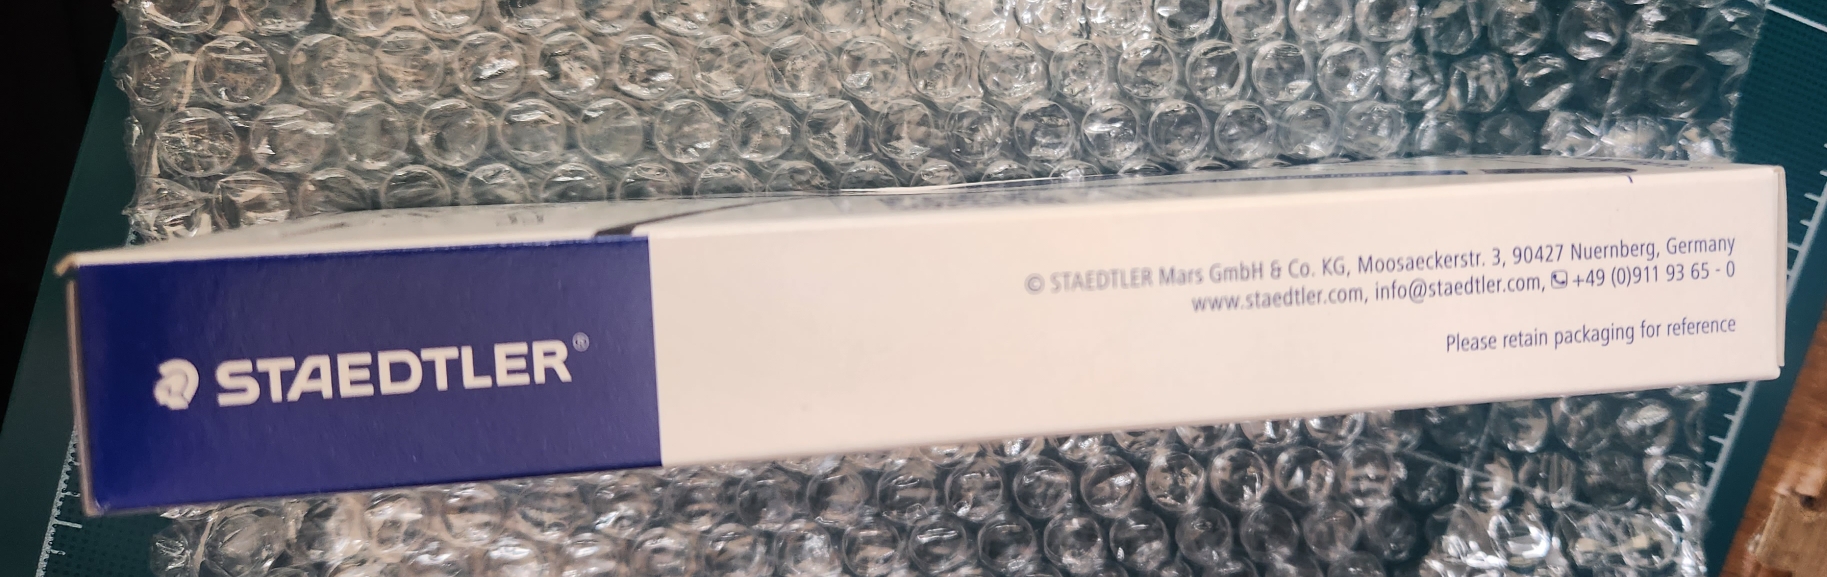 STAEDTLER®
© STAEDTLER Mars GmbH & Co. KG, Moosaeckerstr. 3, 90427 Nuernberg, Germany
www.staedtler.com, info@staedtler.com, +49 (0)911 93 65 - 0
Please retain packaging for reference